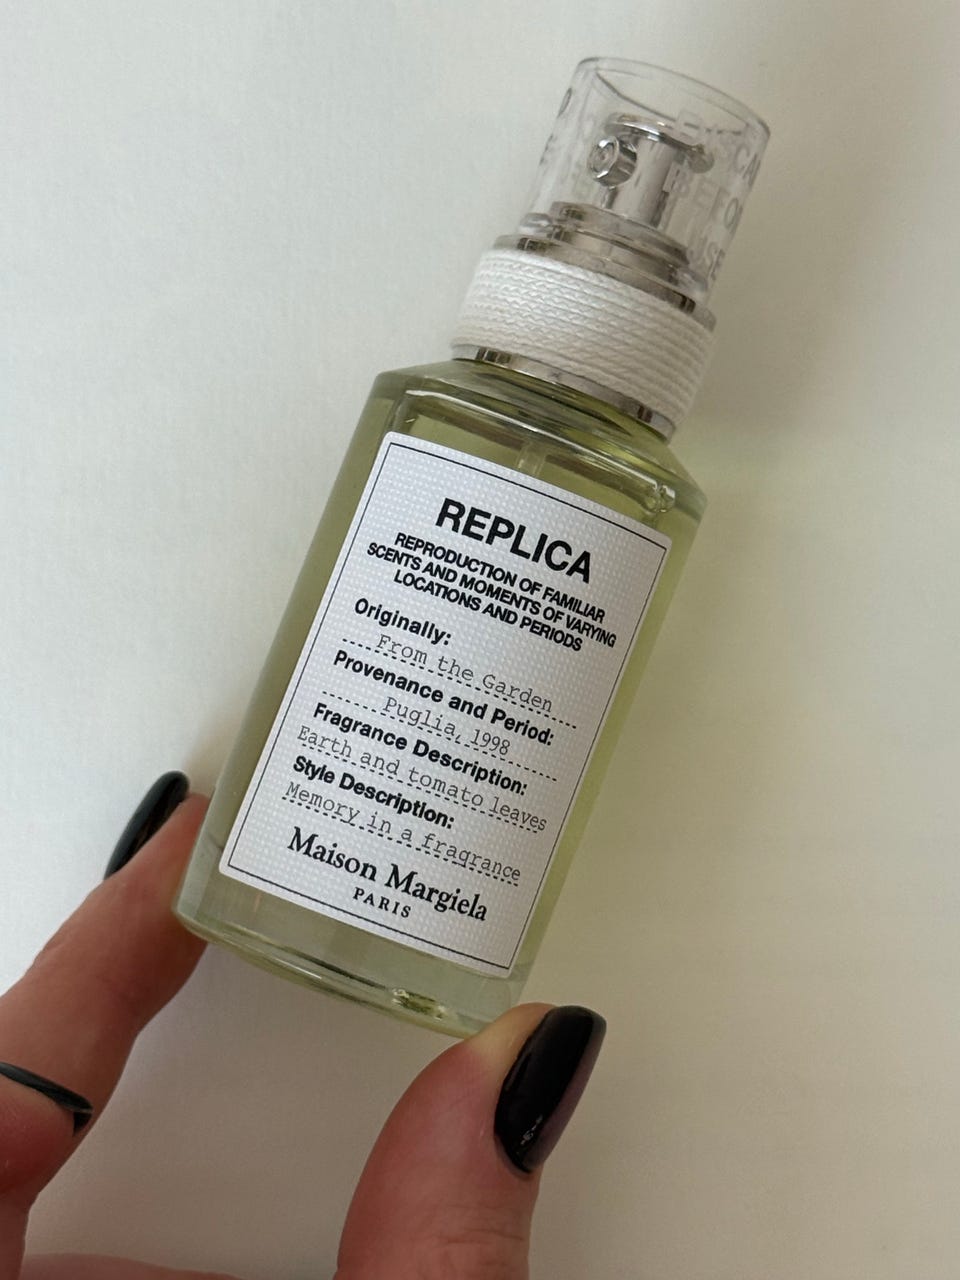 REPLICA
REPRODUCTION OF FAMILIAR
SCENTS AND MOMENTS OF VARYING
LOCATIONS AND PERIODS
Originally:
From the Garden
Provenance and Period:
Puglia, 1998
Fragrance Description:
Earth and tomato leaves
Style Description:
Memory in a fragrance
Maison Margiela
PARIS